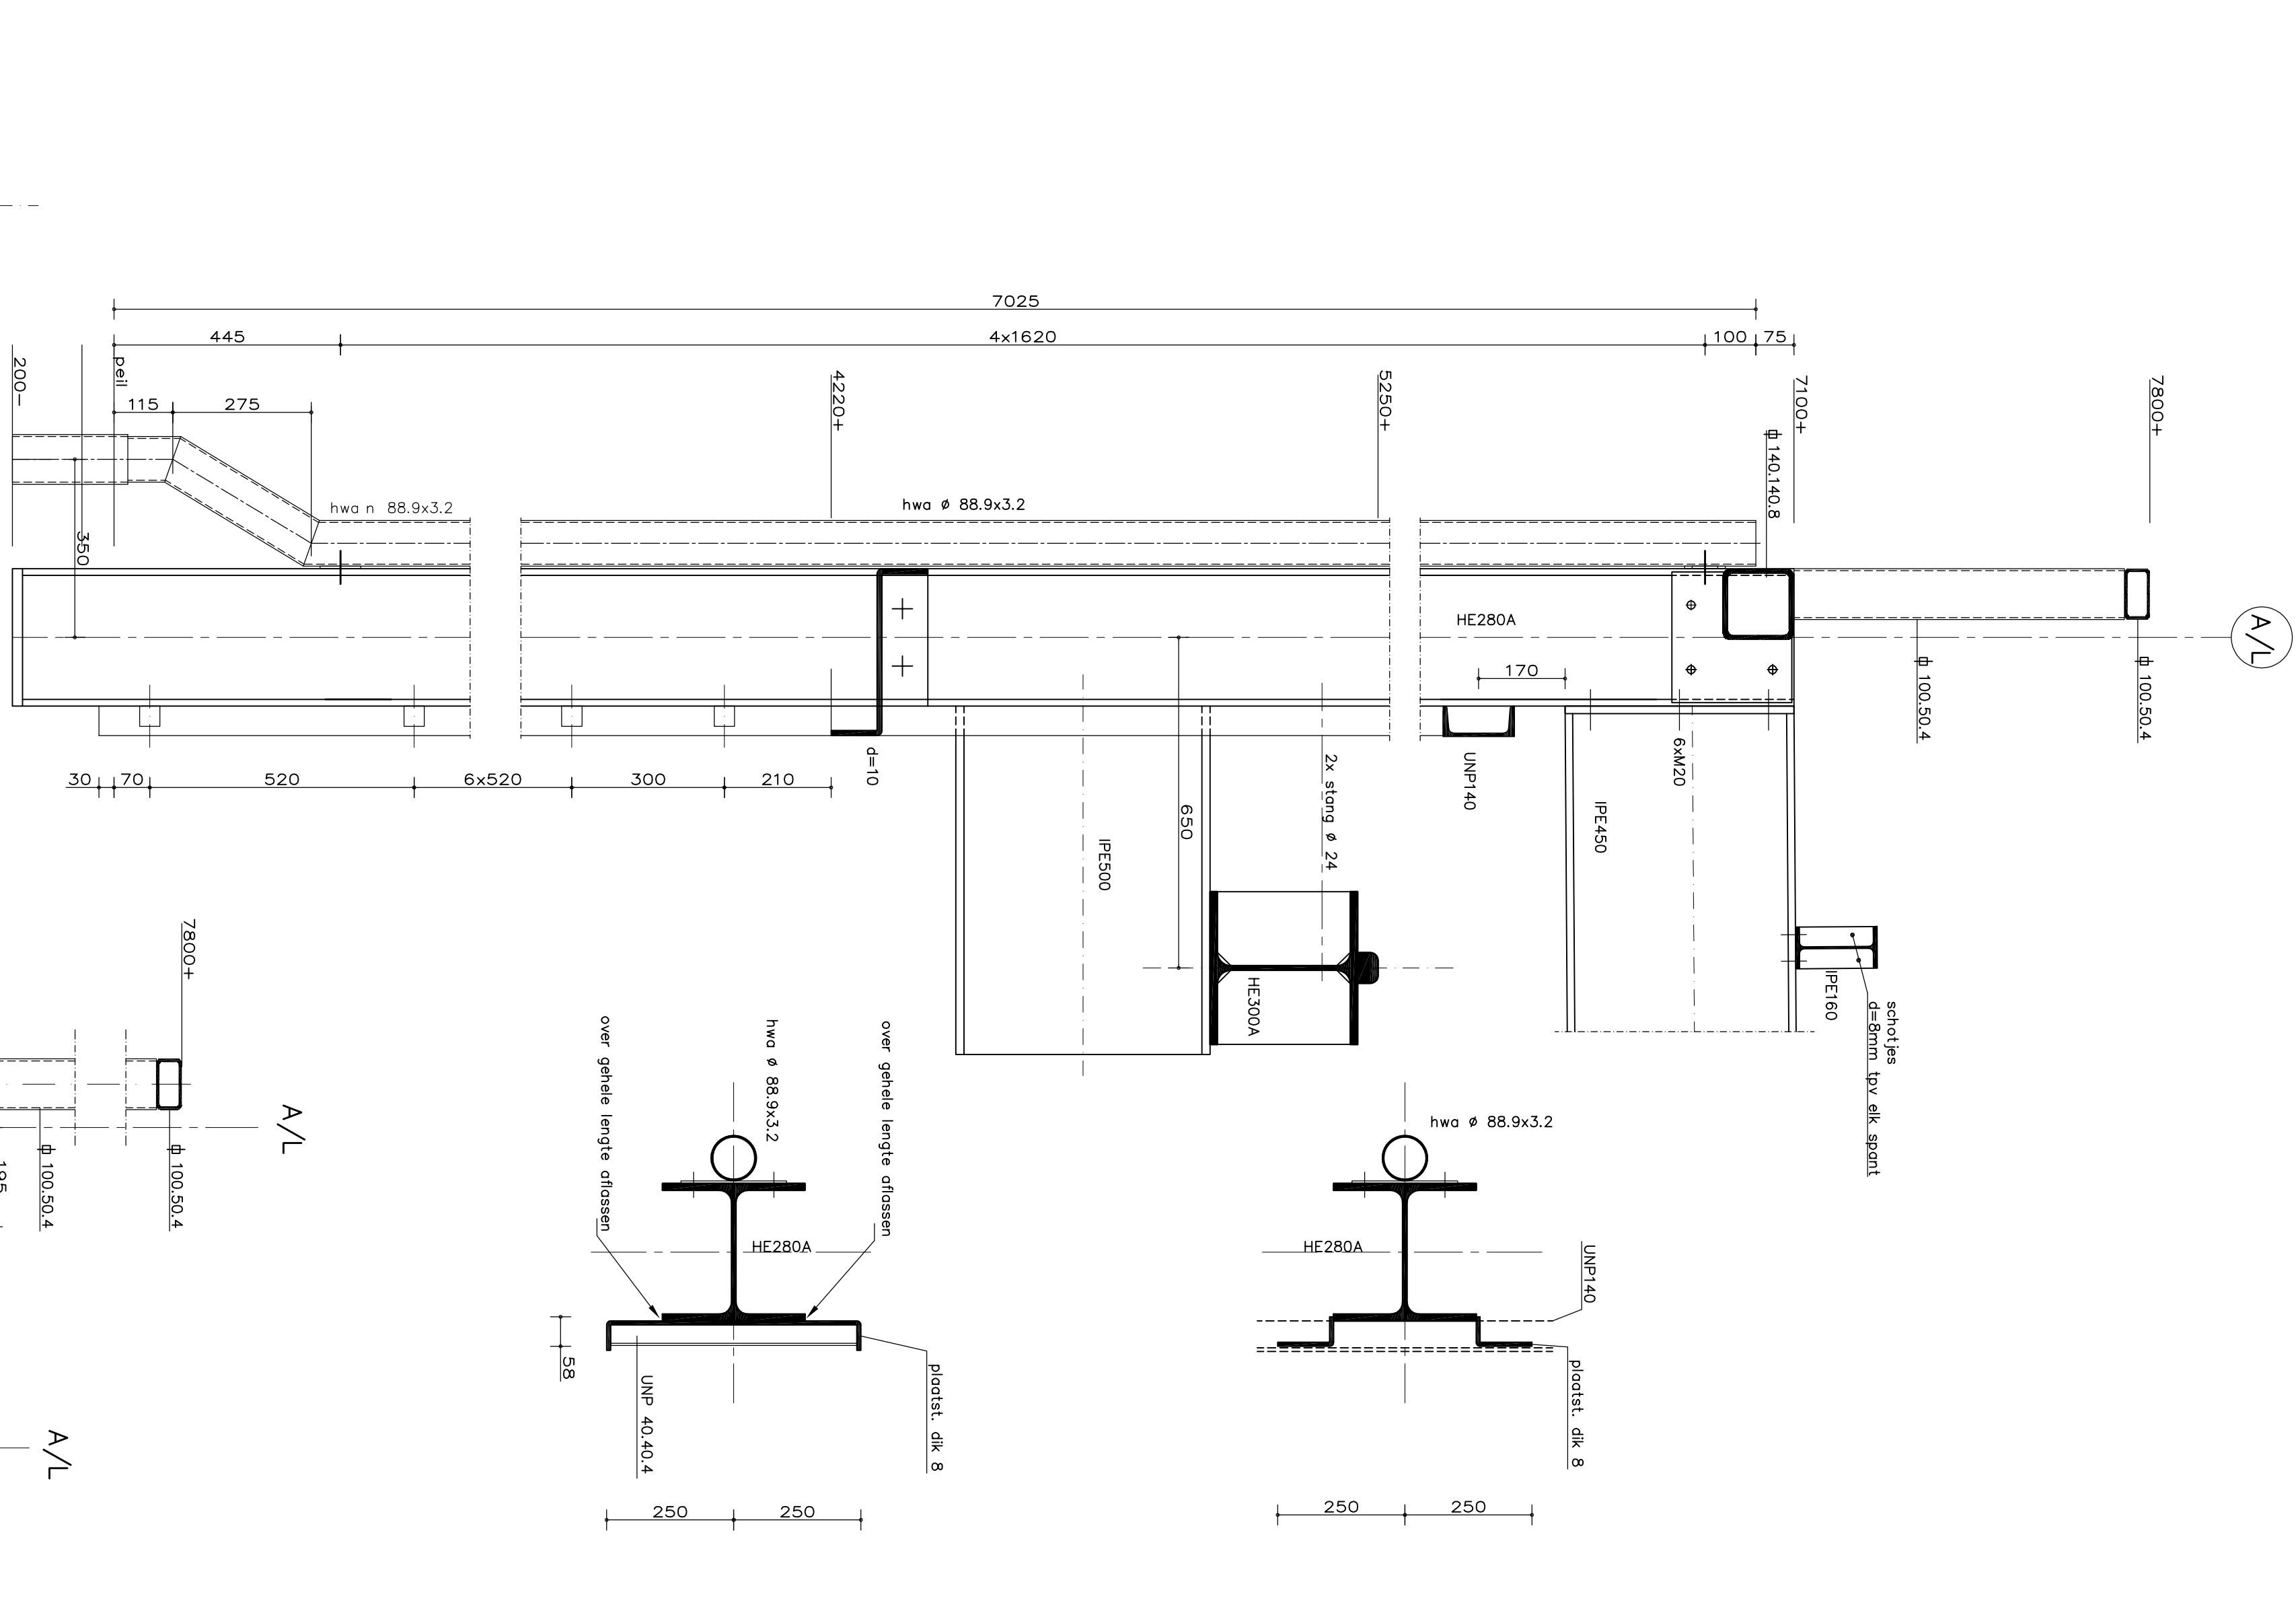 7025
445
4x1620
100
75
200–
peil
115
275
4220+
5250+
7100+
7800+
□ 140.140.8
350
hwa n 88.9x3.2
hwa ø 88.9x3.2
HE280A
A/L
170
□ 100.50.4
□ 100.50.4
30
70
520
6x520
300
210
d=10
650
IPE500
2x stang ø 24
UNP140
IPE450
6xM20
HE300A
IPE160
schotjes
d=8mm tpv elk spant
7800+
A/L
□ 100.50.4
□ 100.50.4
195
A/L
over gehele lengte aflassen
hwa ø 88.9x3.2
over gehele lengte aflassen
HE280A
58
UNP 40.40.4
plaatst. dik 8
250
250
hwa ø 88.9x3.2
HE280A
UNP140
plaatst. dik 8
250
250